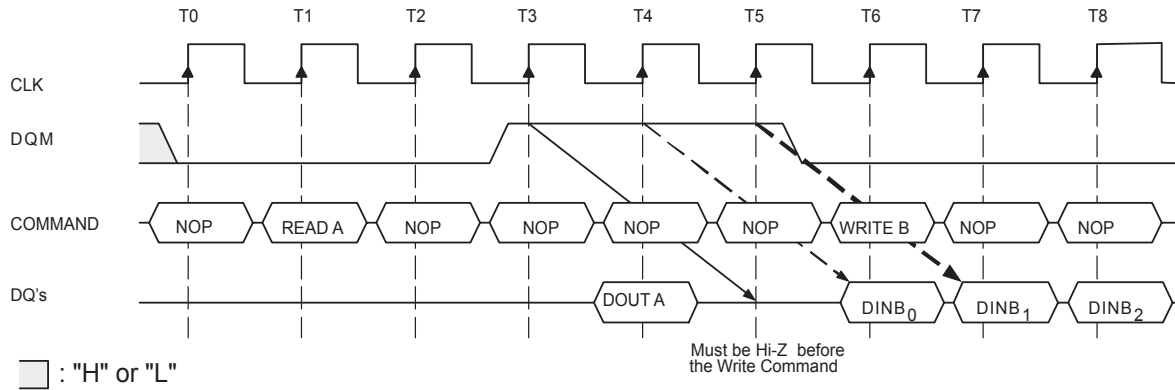 T0 T1 T2 T3 T4 T5 T6 T7 T8
CLK
DQM
COMMAND NOP READ A NOP NOP NOP NOP WRITE B NOP NOP
DQ's DOUT A DINB0 DINB1 DINB2
Must be Hi-Z before
the Write Command
: "H" or "L"